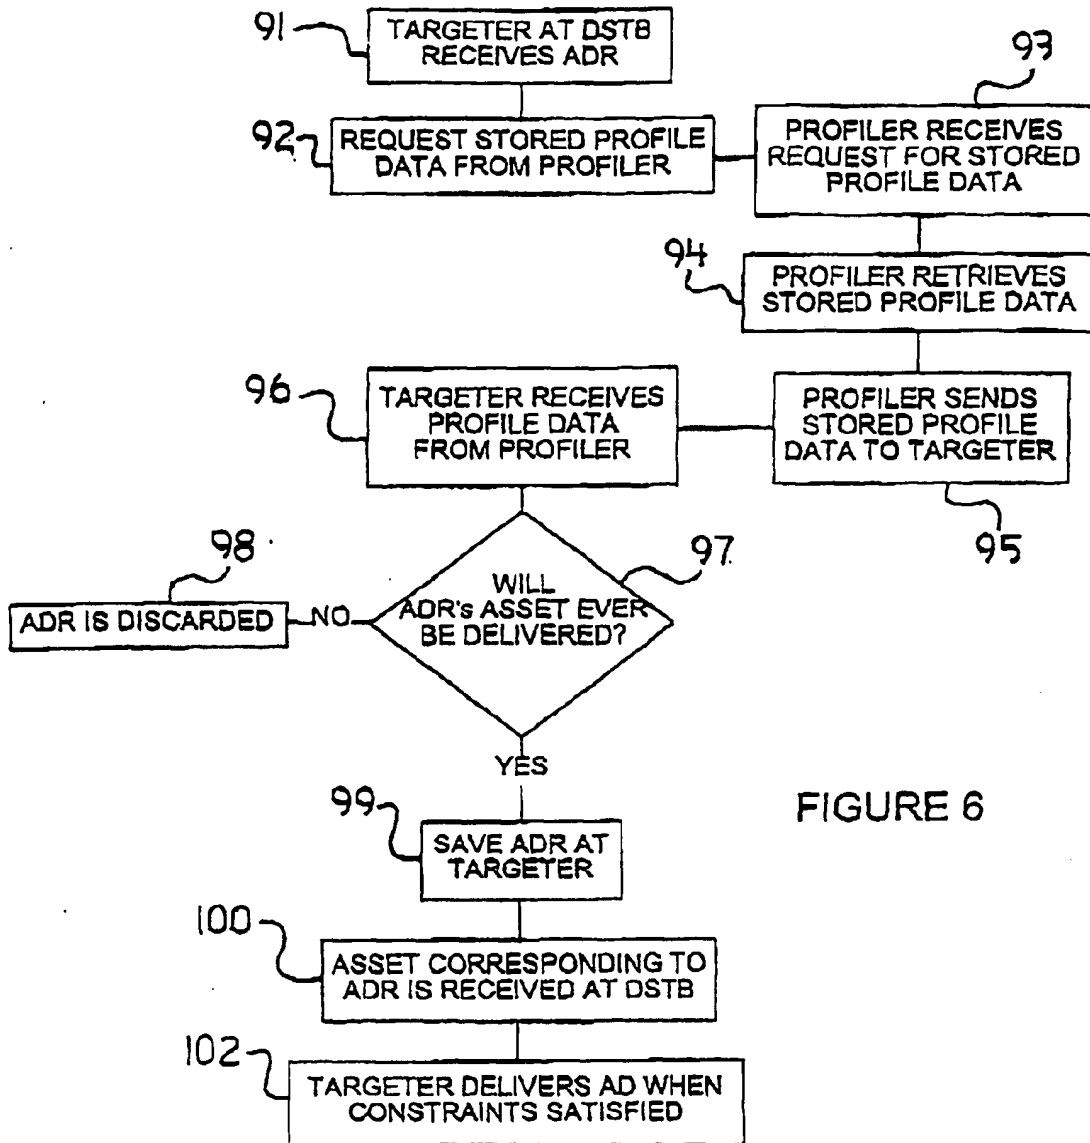 91
TARGETER AT DSTB
RECEIVES ADR
92
REQUEST STORED PROFILE
DATA FROM PROFILER
93
PROFILER RECEIVES
REQUEST FOR STORED
PROFILE DATA
94
PROFILER RETRIEVES
STORED PROFILE DATA
95
PROFILER SENDS
STORED PROFILE
DATA TO TARGETER
96
TARGETER RECEIVES
PROFILE DATA
FROM PROFILER
97
WILL
ADR's ASSET EVER
BE DELIVERED?
NO
98
ADR IS DISCARDED
YES
99
SAVE ADR AT
TARGETER
100
ASSET CORRESPONDING TO
ADR IS RECEIVED AT DSTB
102
TARGETER DELIVERS AD WHEN
CONSTRAINTS SATISFIED
FIGURE 6